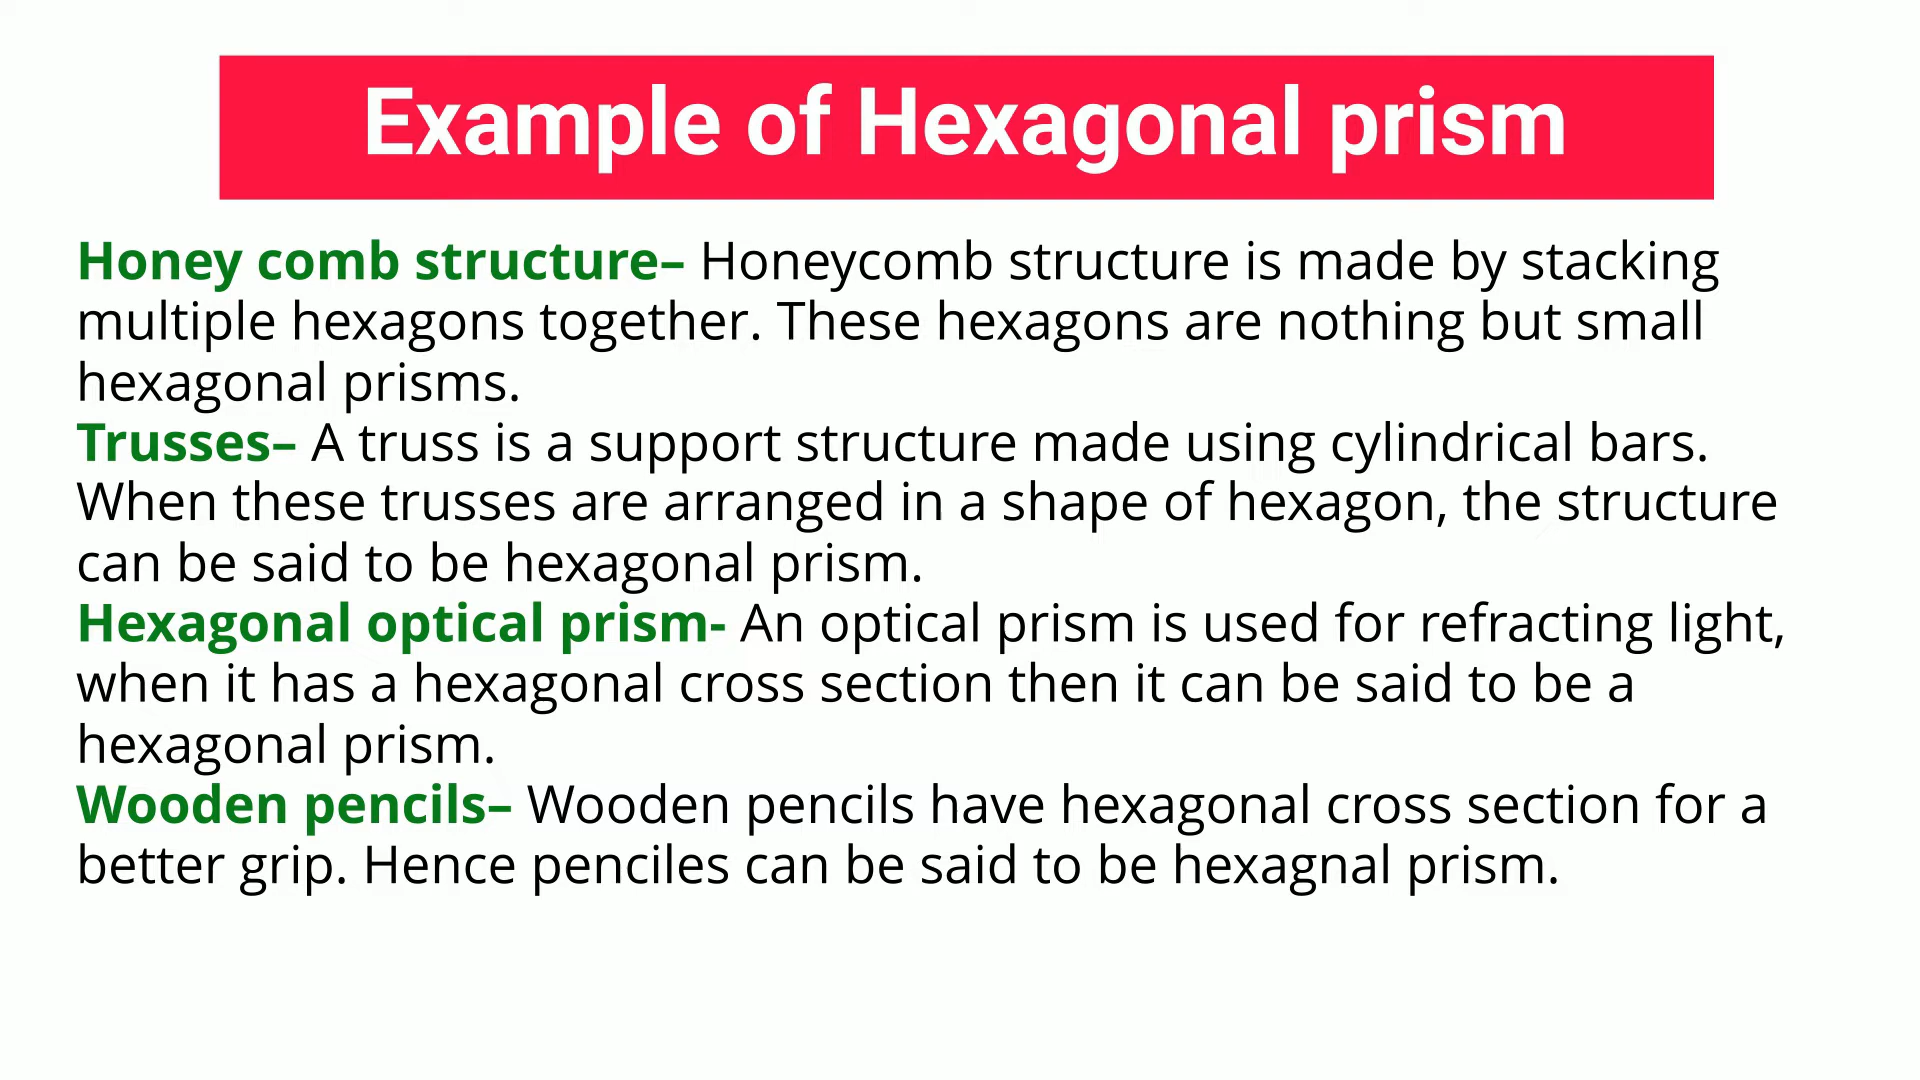 Example of Hexagonal prism
Honey comb structure– Honeycomb structure is made by stacking
multiple hexagons together. These hexagons are nothing but small
hexagonal prisms.
Trusses– A truss is a support structure made using cylindrical bars.
When these trusses are arranged in a shape of hexagon, the structure
can be said to be hexagonal prism.
Hexagonal optical prism- An optical prism is used for refracting light,
when it has a hexagonal cross section then it can be said to be a
hexagonal prism.
Wooden pencils– Wooden pencils have hexagonal cross section for a
better grip. Hence penciles can be said to be hexagnal prism.